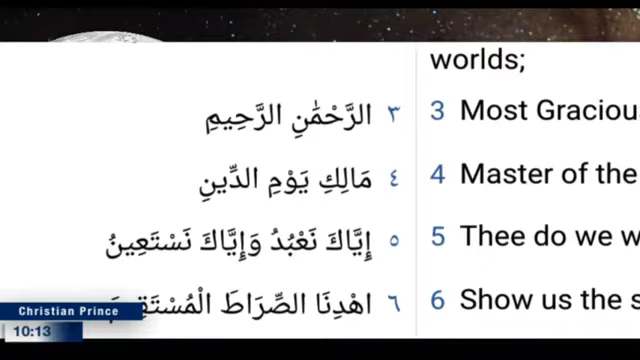 worlds;
الرَّحْمَٰنِ الرَّحِيمِ ٣ 3 Most
مَالِكِ يَوْمِ الدِّينِ ٤ 4 Master of the
إِيَّاكَ نَعْبُدُ وَإِيَّاكَ نَسْتَعِينُ ٥ 5 Thee do we
اهْدِنَا الصِّرَاطَ ٦ 6 Show us the
Christian Prince
10:13